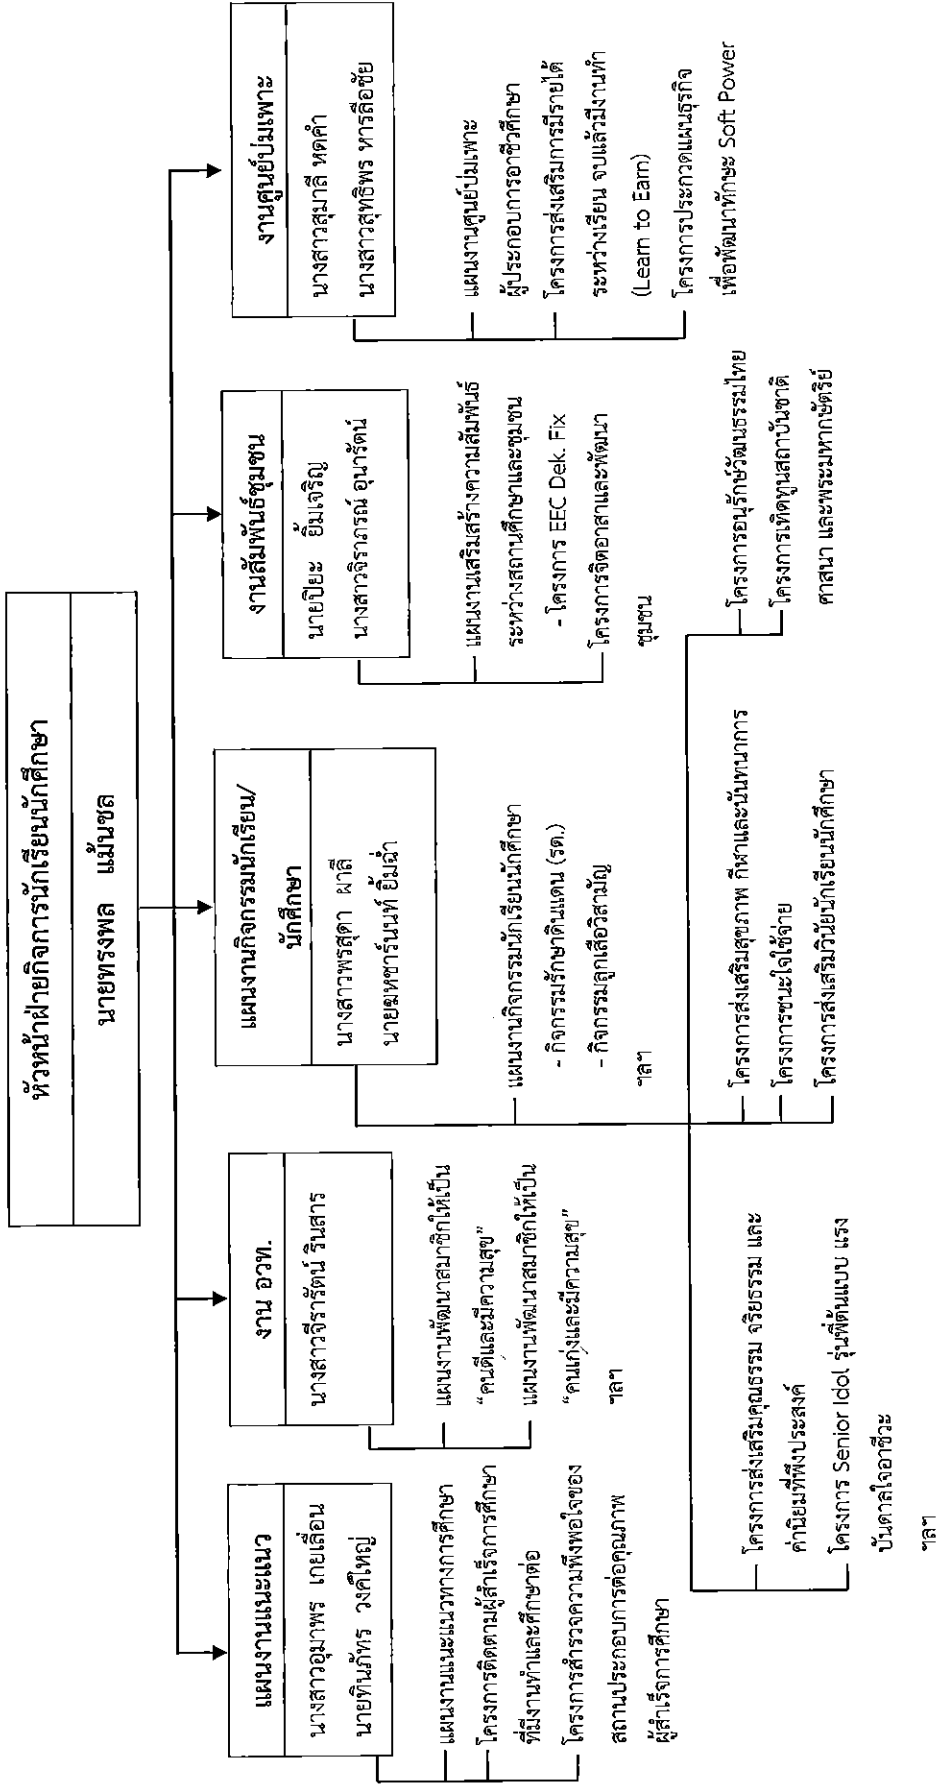 หัวหน้าฝ่ายกิจการนักเรียนนักศึกษา
นายทรงพล แม้นชล
แผนงานแนะแนว
นางสาวอุมาพร เกยเลื่อน
นายทินภัทร วงศ์ใหญ่
แผนงานแนะแนวทางการศึกษา
โครงการติดตามผู้สำเร็จการศึกษา
ที่มีงานทำและศึกษาต่อ
โครงการสำรวจความพึงพอใจของ
สถานประกอบการต่อคุณภาพ
ผู้สำเร็จการศึกษา
งาน อวท.
นางสาวจีรารัตน์ รินสาร
แผนงานพัฒนาสมาชิกให้เป็น
“คนดีและมีความสุข”
แผนงานพัฒนาสมาชิกให้เป็น
“คนเก่งและมีความสุข”
ฯลฯ
แผนงานกิจกรรมนักเรียน/
นักศึกษา
นางสาวพรสุดา ผาลี
ยิ้มฉ่ำ
แผนงานกิจกรรมนักเรียนนักศึกษา
- กิจกรรมรักษาดินแดน (รด.)
- กิจกรรมลูกเสือวิสามัญ
ฯลฯ
โครงการส่งเสริมสุขภาพ กีฬาและนันทนาการ
โครงการชนะใจใช้จ่าย
โครงการส่งเสริมวินัยนักเรียนนักศึกษา
งานสัมพันธ์ชุมชน
นายปิยะ ยิ้มเจริญ
นางสาวจิราภรณ์ อุนารัตน์
แผนงานเสริมสร้างความสัมพันธ์
ระหว่างสถานศึกษาและชุมชน
- โครงการ EEC Dek. Fix
โครงการจิตอาสาและพัฒนา
ชุมชน
งานศูนย์บ่มเพาะ
นางสาวสุมาลี หดคำ
นางสาวสุทธิพร หารลือชัย
แผนงานศูนย์บ่มเพาะ
ผู้ประกอบการอาชีวศึกษา
โครงการส่งเสริมการมีรายได้
ระหว่างเรียน จบแล้วมีงานทำ
(Learn to Earn)
โครงการประกวดแผนธุรกิจ
เพื่อพัฒนาทักษะ Soft Power
โครงการส่งเสริมคุณธรรม จริยธรรม และ
ค่านิยมที่พึงประสงค์
โครงการ Senior Idol รุ่นพี่ต้นแบบ แรง
บันดาลใจอาชีวะ
ฯลฯ
โครงการอนุรักษ์วัฒนธรรมไทย
โครงการเทิดทูนสถาบันชาติ
ศาสนา และพระมหากษัตริย์